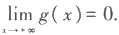 lim g(x)=0.
x→+∞